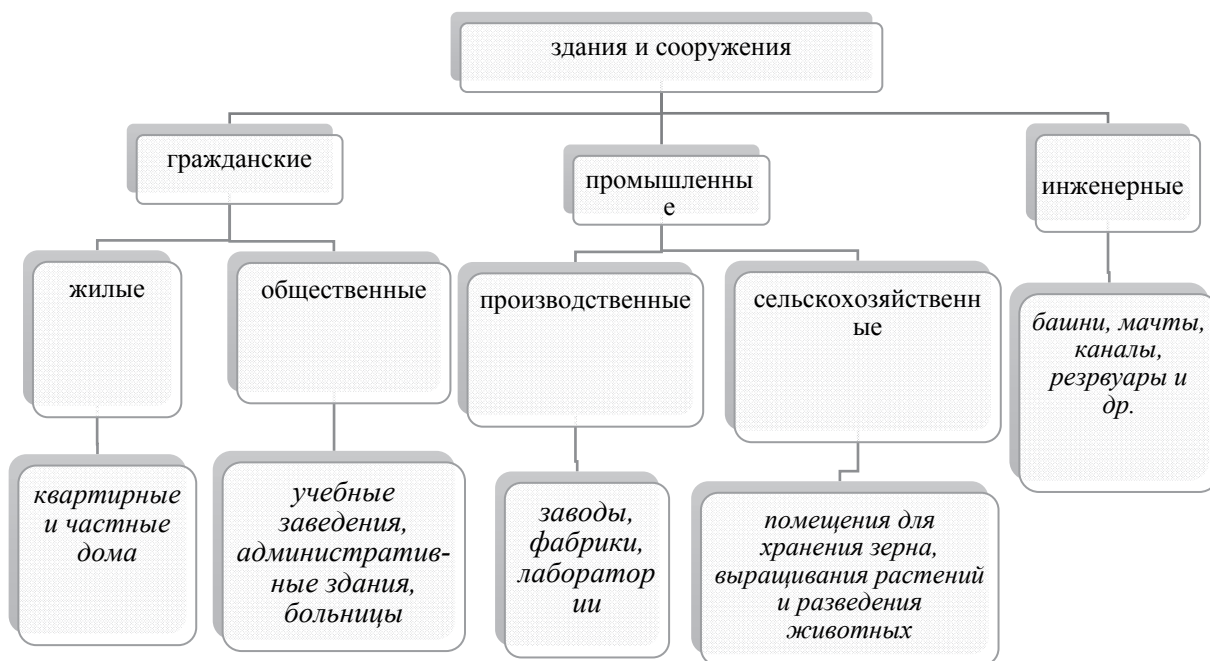 здания и сооружения
гражданские
промышленны
е
инженерные
жилые
общественные
производственные
сельскохозяйственн
ые
башни, мачты,
каналы,
резрвуары и
др.
квартирные
и частные
дома
учебные
заведения,
административ-
ные здания,
больницы
заводы,
фабрики,
лаборатор
ии
помещения для
хранения зерна,
выращивания растений
и разведения
животных